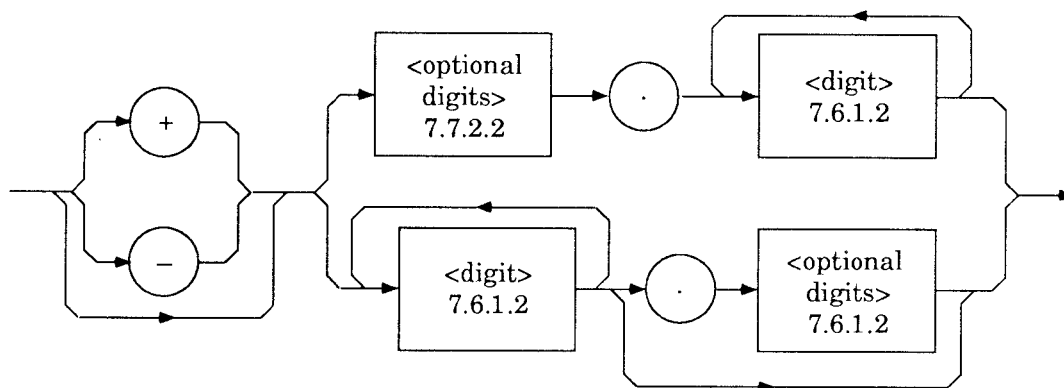 <optional
digits>
7.7.2.2
.
<digit>
7.6.1.2
+
−
<digit>
7.6.1.2
.
<optional
digits>
7.6.1.2